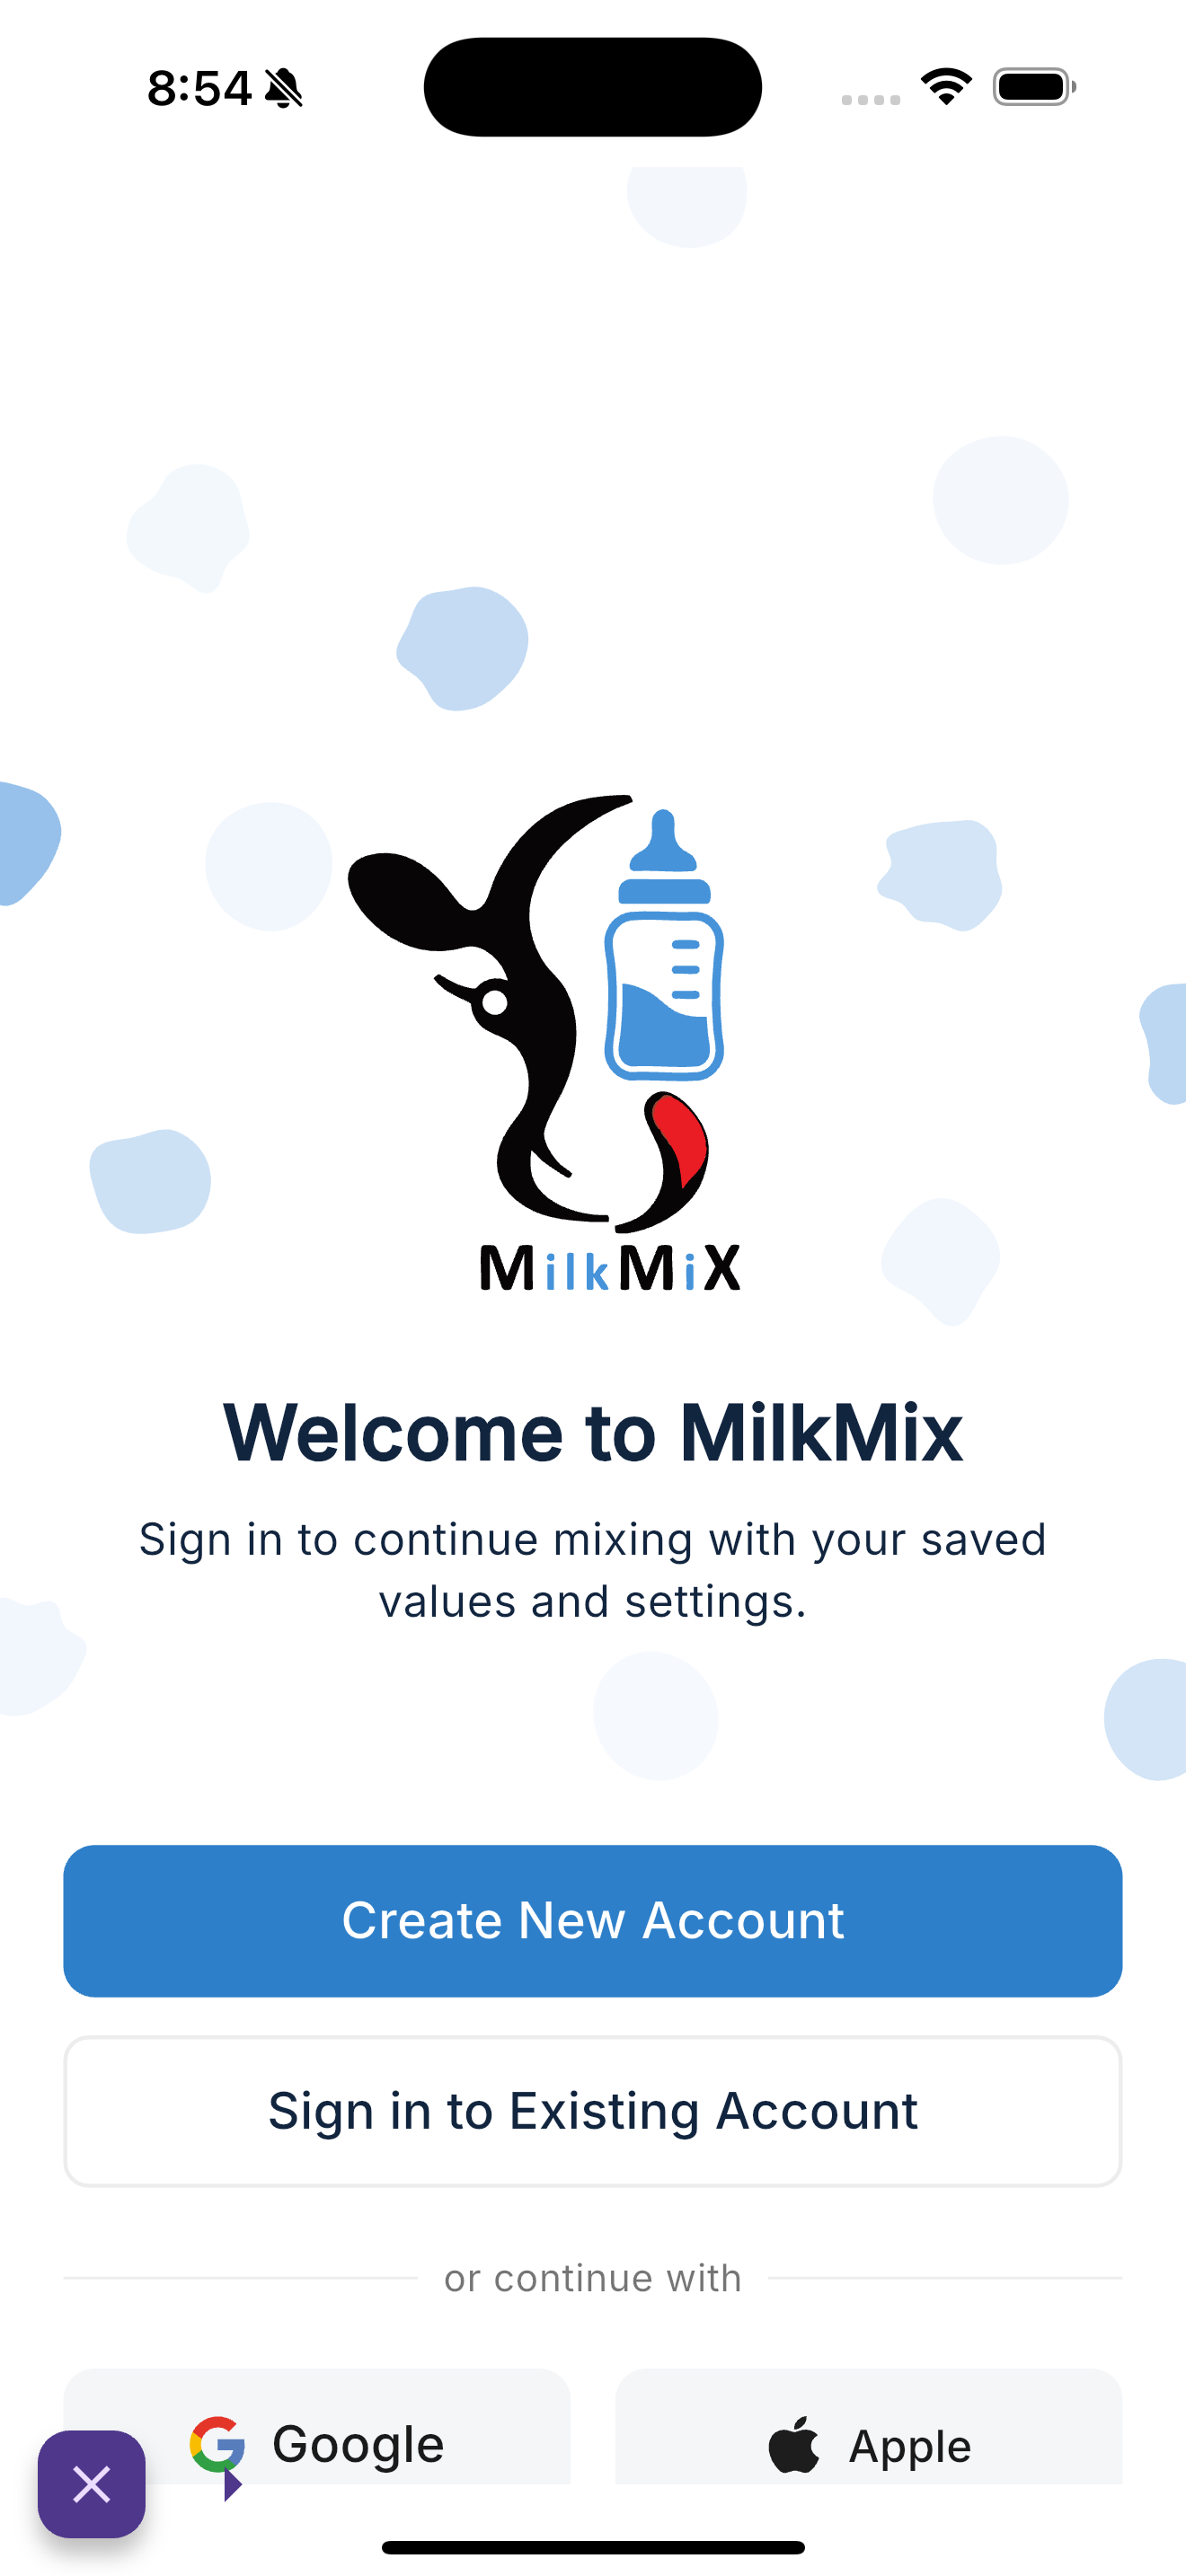 8:54
MilkMiX
Welcome to MilkMix
Sign in to continue mixing with your saved
values and settings.
Create New Account
Sign in to Existing Account
or continue with
Google
Apple